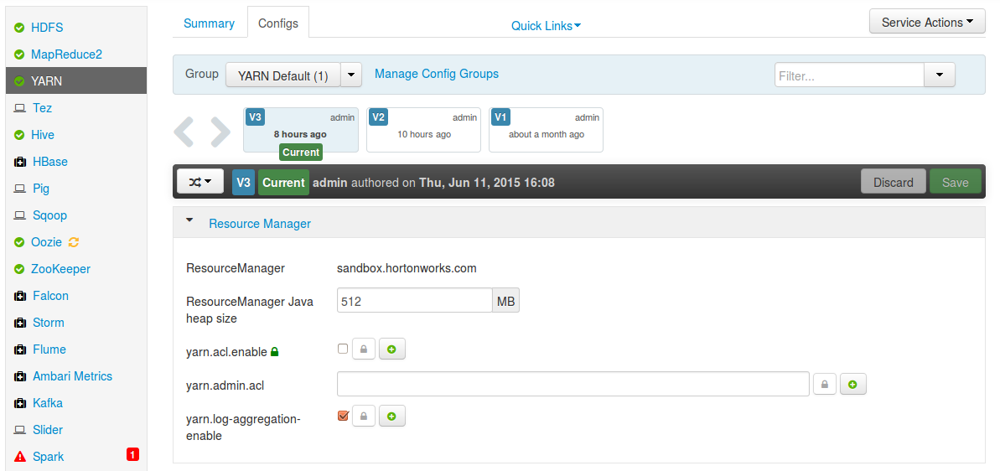 HDFS
MapReduce2
YARN
Tez
Hive
HBase
Pig
Sqoop
Oozie
ZooKeeper
Falcon
Storm
Flume
Ambari Metrics
Kafka
Slider
Spark 1
Summary Configs Quick Links Service Actions
Group YARN Default (1) Manage Config Groups Filter...
V3 admin
8 hours ago
Current
V2 admin
10 hours ago
V1 admin
about a month ago
V3 Current admin authored on Thu, Jun 11, 2015 16:08 Discard Save
Resource Manager
ResourceManager sandbox.hortonworks.com
ResourceManager Java
heap size
512 MB
yarn.acl.enable
yarn.admin.acl
yarn.log-aggregation-
enable